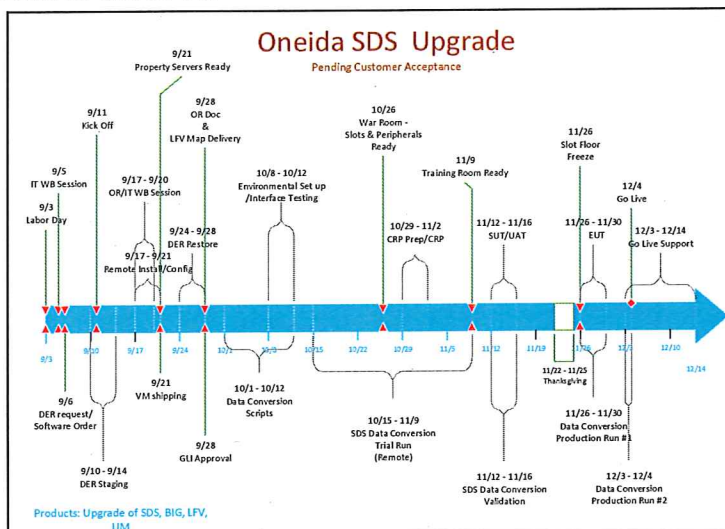 Oneida SDS Upgrade
Pending Customer Acceptance
9/21
Property Servers Ready
9/11
Kick Off
9/28
OR Doc
&
LFV Map Delivery
9/5
IT WB Session
9/3
Labor Day
9/17 - 9/20
OR/IT WB Session
9/17 - 9/21
Remote Install/Config
9/24 - 9/28
DER Restore
10/8 - 10/12
Environmental Set up
/Interface Testing
10/26
War Room -
Slots & Peripherals
Ready
10/29 - 11/2
CRP Prep/CRP
11/9
Training Room Ready
11/12 - 11/16
SUT/UAT
11/26
Slot Floor
Freeze
11/26 - 11/30
EUT
12/4
Go Live
12/3 - 12/14
Go Live Support
9/3
9/10
9/17
9/24
10/1
10/8
10/15
10/22
10/29
11/5
11/12
11/19
11/26
12/3
12/10
12/14
9/6
DER request/
Software Order
9/10 - 9/14
DER Staging
9/21
VM shipping
9/28
GLI Approval
10/1 - 10/12
Data Conversion
Scripts
10/15 - 11/9
SDS Data Conversion
Trial Run
(Remote)
11/12 - 11/16
SDS Data Conversion
Validation
11/22 - 11/25
Thanksgiving
11/26 - 11/30
Data Conversion
Production Run #1
12/3 - 12/4
Data Conversion
Production Run #2
Products: Upgrade of SDS, BIG, LFV,
UM